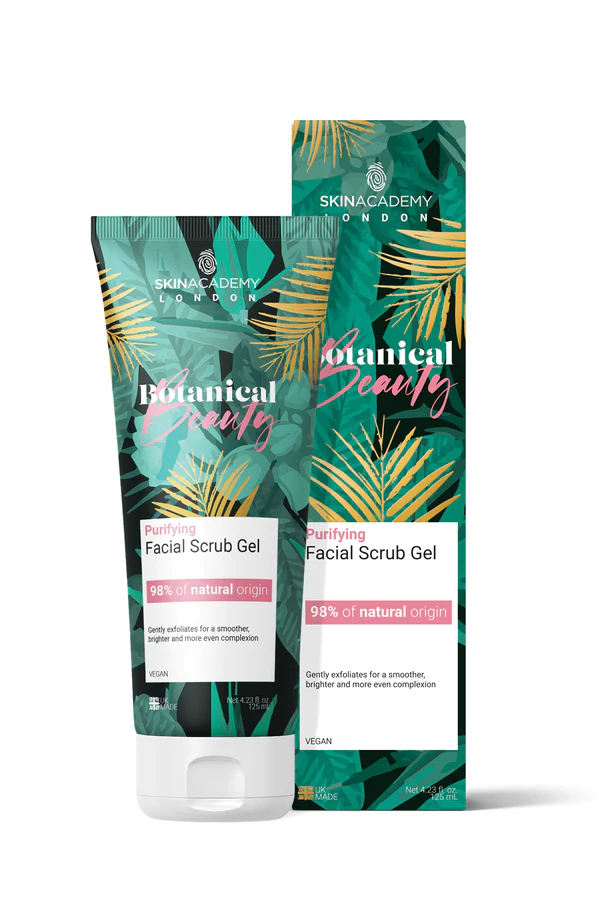 SKINACADEMY
LONDON
Botanical
Beauty
Purifying
Facial Scrub Gel
98% of natural origin
Gently exfoliates for a smoother,
brighter and more even complexion
VEGAN
UK
MADE
Net 4.23 fl. oz.
125 mL
SKINACADEMY
LONDON
Botanical
Beauty
Purifying
Facial Scrub Gel
98% of natural origin
Gently exfoliates for a smoother,
brighter and more even complexion
VEGAN
UK
MADE
Net 4.23 fl. oz.
125 mL